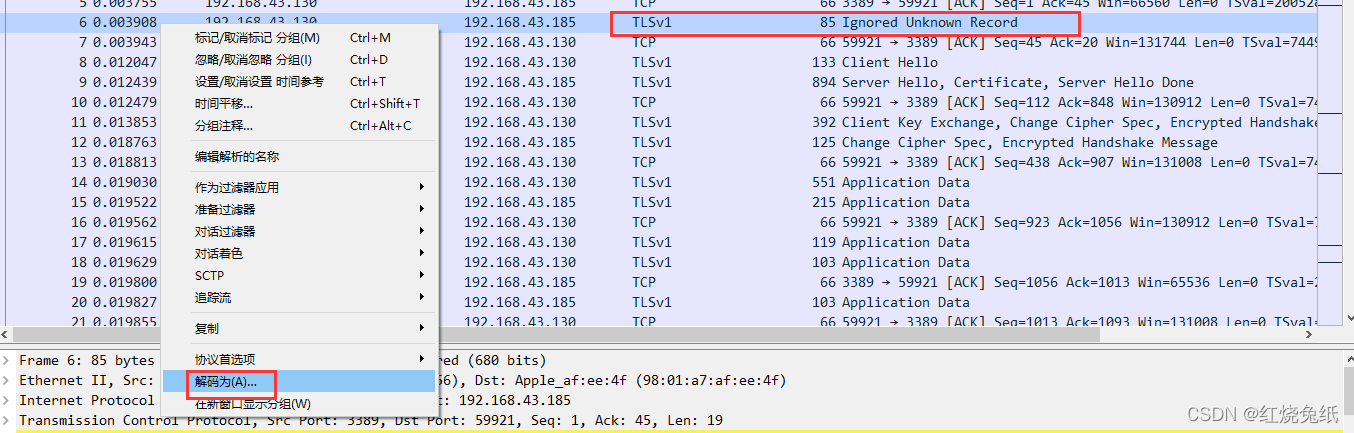 5 0.003755 192.168.43.130 192.168.43.185 TCP 66 3389 → 59921 [ACK] Seq=1 Ack=45 Win=66560 Len=0 TSval=200528
6 0.003908 192.168.43.130 192.168.43.185 TLSv1 85 Ignored Unknown Record
7 0.003943 192.168.43.130 TCP 66 59921 → 3389 [ACK] Seq=45 Ack=20 Win=131744 Len=0 TSval=7449
8 0.012047 192.168.43.130 TLSv1 133 Client Hello
9 0.012439 192.168.43.185 TLSv1 894 Server Hello, Certificate, Server Hello Done
10 0.012479 192.168.43.130 TCP 66 59921 → 3389 [ACK] Seq=112 Ack=848 Win=130912 Len=0 TSval=74
11 0.013853 192.168.43.130 TLSv1 392 Client Key Exchange, Change Cipher Spec, Encrypted Handshake
12 0.018763 192.168.43.185 TLSv1 125 Change Cipher Spec, Encrypted Handshake Message
13 0.018813 192.168.43.130 TCP 66 59921 → 3389 [ACK] Seq=438 Ack=907 Win=131008 Len=0 TSval=74
14 0.019030 192.168.43.130 TLSv1 551 Application Data
15 0.019522 192.168.43.185 TLSv1 215 Application Data
16 0.019562 192.168.43.130 TCP 66 59921 → 3389 [ACK] Seq=923 Ack=1056 Win=130912 Len=0 TSval=
17 0.019615 192.168.43.130 TLSv1 119 Application Data
18 0.019629 192.168.43.130 TLSv1 103 Application Data
19 0.019800 192.168.43.185 TCP 66 3389 → 59921 [ACK] Seq=1056 Ack=1013 Win=65536 Len=0 TSval=2
20 0.019827 192.168.43.185 TLSv1 103 Application Data
21 0.019855 192.168.43.130 TCP 66 59921 → 3389 [ACK] Seq=1013 Ack=1093 Win=131008 Len=0 TSval=
标记/取消标记 分组(M) Ctrl+M
忽略/取消忽略 分组(I) Ctrl+D
设置/取消设置 时间参考 Ctrl+T
时间平移... Ctrl+Shift+T
分组注释... Ctrl+Alt+C
编辑解析的名称
作为过滤器应用
准备过滤器
对话过滤器
对话着色
SCTP
追踪流
复制
协议首选项
解码为(A)...
在新窗口显示分组(W)
Frame 6: 85 bytes red (680 bits)
Ethernet II, Src: 56), Dst: Apple_af:ee:4f (98:01:a7:af:ee:4f)
Internet Protocol : 192.168.43.185
Transmission Control Protocol, Src Port: 3389, Dst Port: 59921, Seq: 1, Ack: 45, Len: 19
CSDN @红烧兔纸